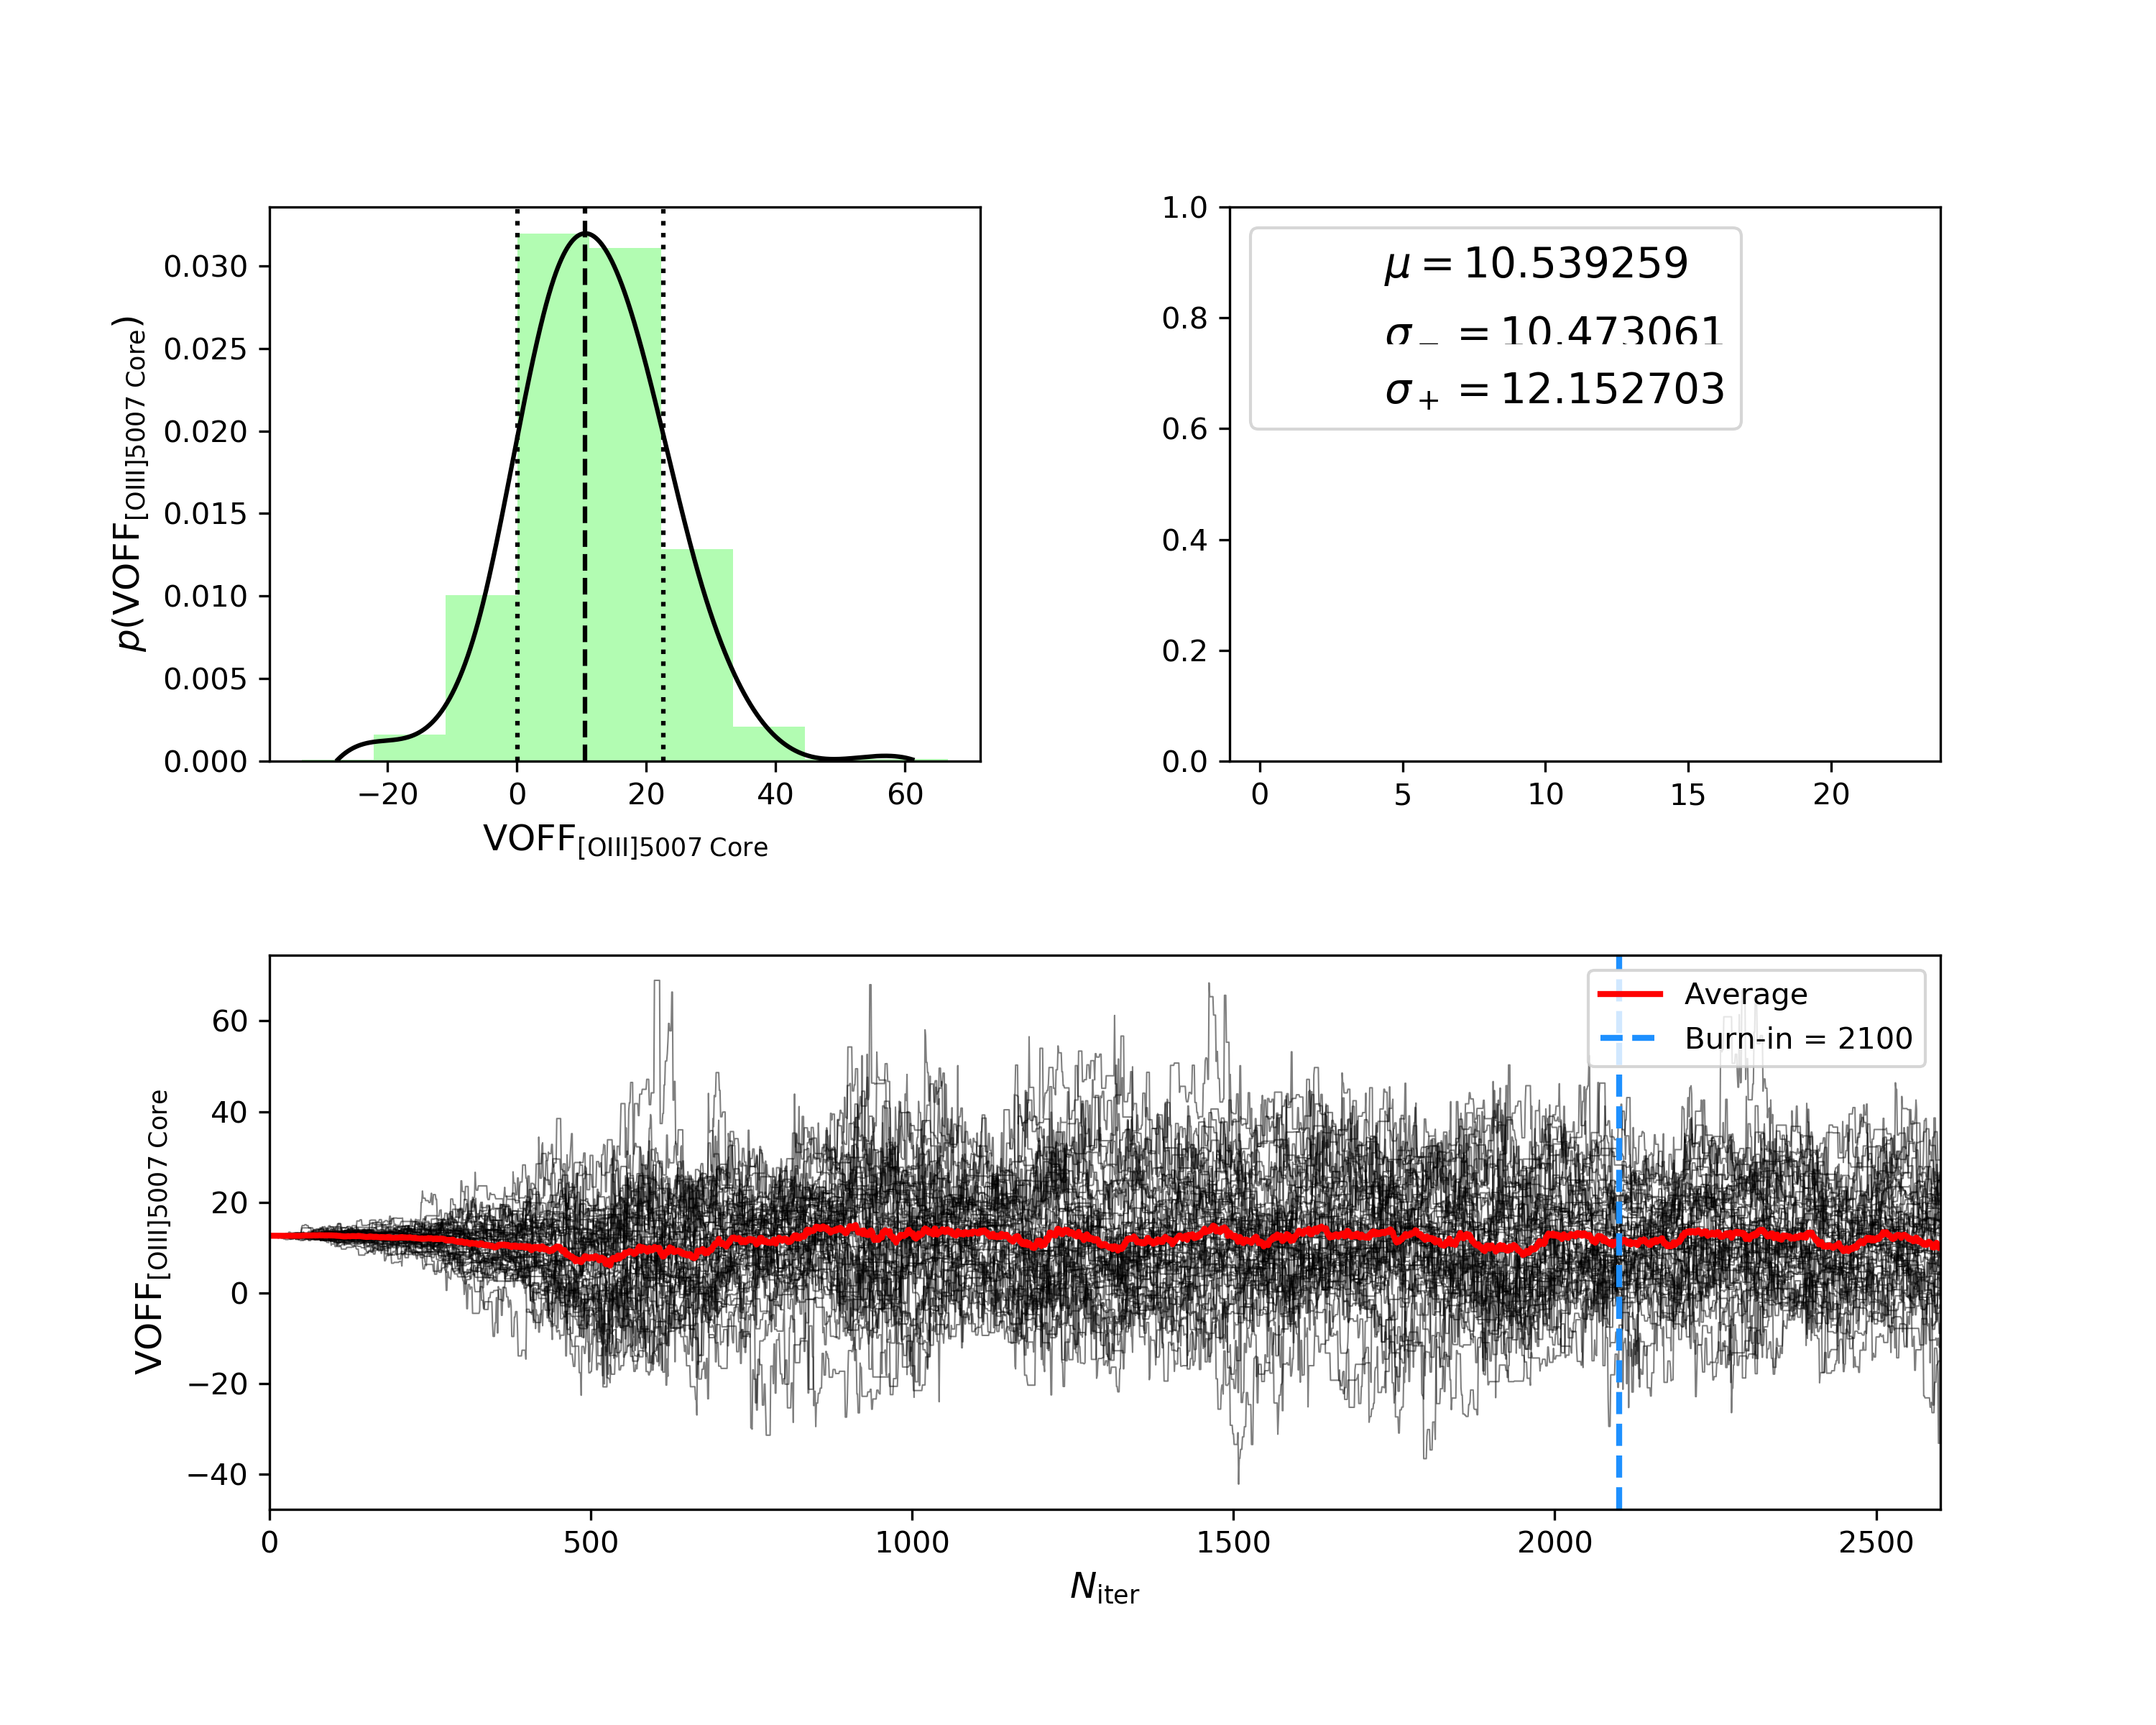 0.030
0.025
0.020
0.015
0.010
0.005
0.000
−20 0 20 40 60
p(VOFF[OIII]5007 Core)
VOFF[OIII]5007 Core
1.0
0.8
0.6
0.4
0.2
0.0
0 5 10 15 20
μ = 10.539259
σ− = 10.473061
σ+ = 12.152703
60
40
20
0
−20
−40
VOFF[OIII]5007 Core
Average
Burn-in = 2100
0 500 1000 1500 2000 2500
Niter